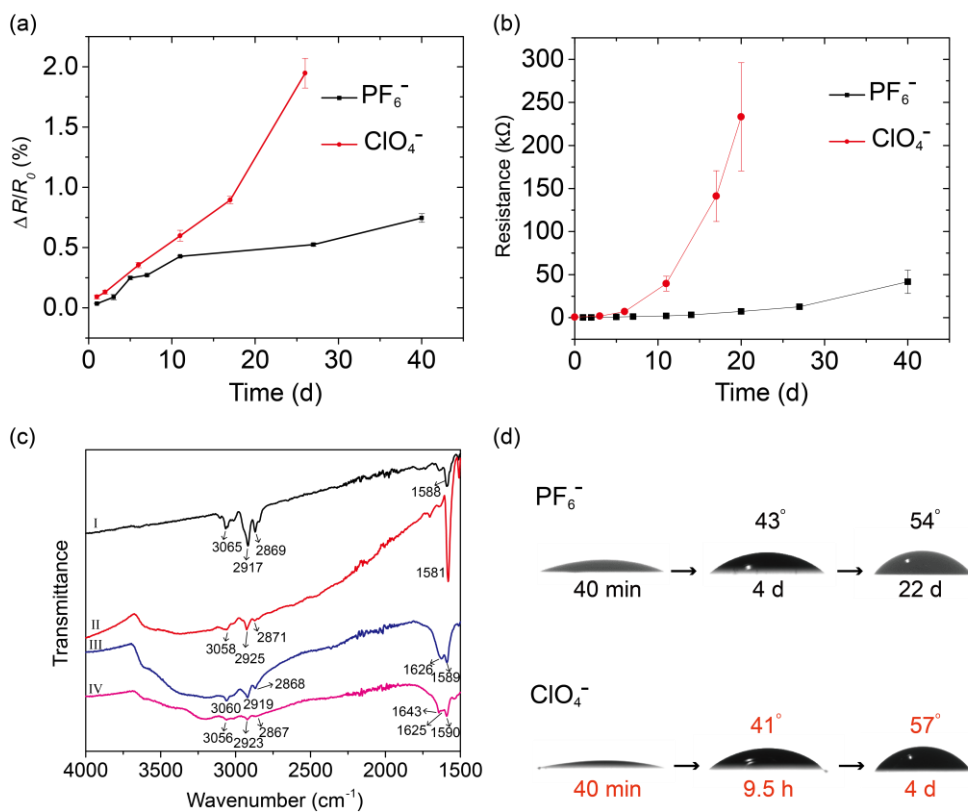 (a)
2.0
1.5
1.0
0.5
0.0
ΔR/R₀ (%)
PF₆⁻
ClO₄⁻
0 10 20 30 40
Time (d)
(b)
300
250
200
150
100
50
0
Resistance (kΩ)
PF₆⁻
ClO₄⁻
0 10 20 30 40
Time (d)
(c)
Transmittance
I
3065
2917
2869
1588
II
3058
2925
2871
1581
III
3060
2919
2868
1626
1589
IV
3056
2923
2867
1643
1625
1590
4000 3500 3000 2500 2000 1500
Wavenumber (cm⁻¹)
(d)
PF₆⁻
43° 54°
40 min 4 d 22 d
ClO₄⁻
41° 57°
40 min 9.5 h 4 d